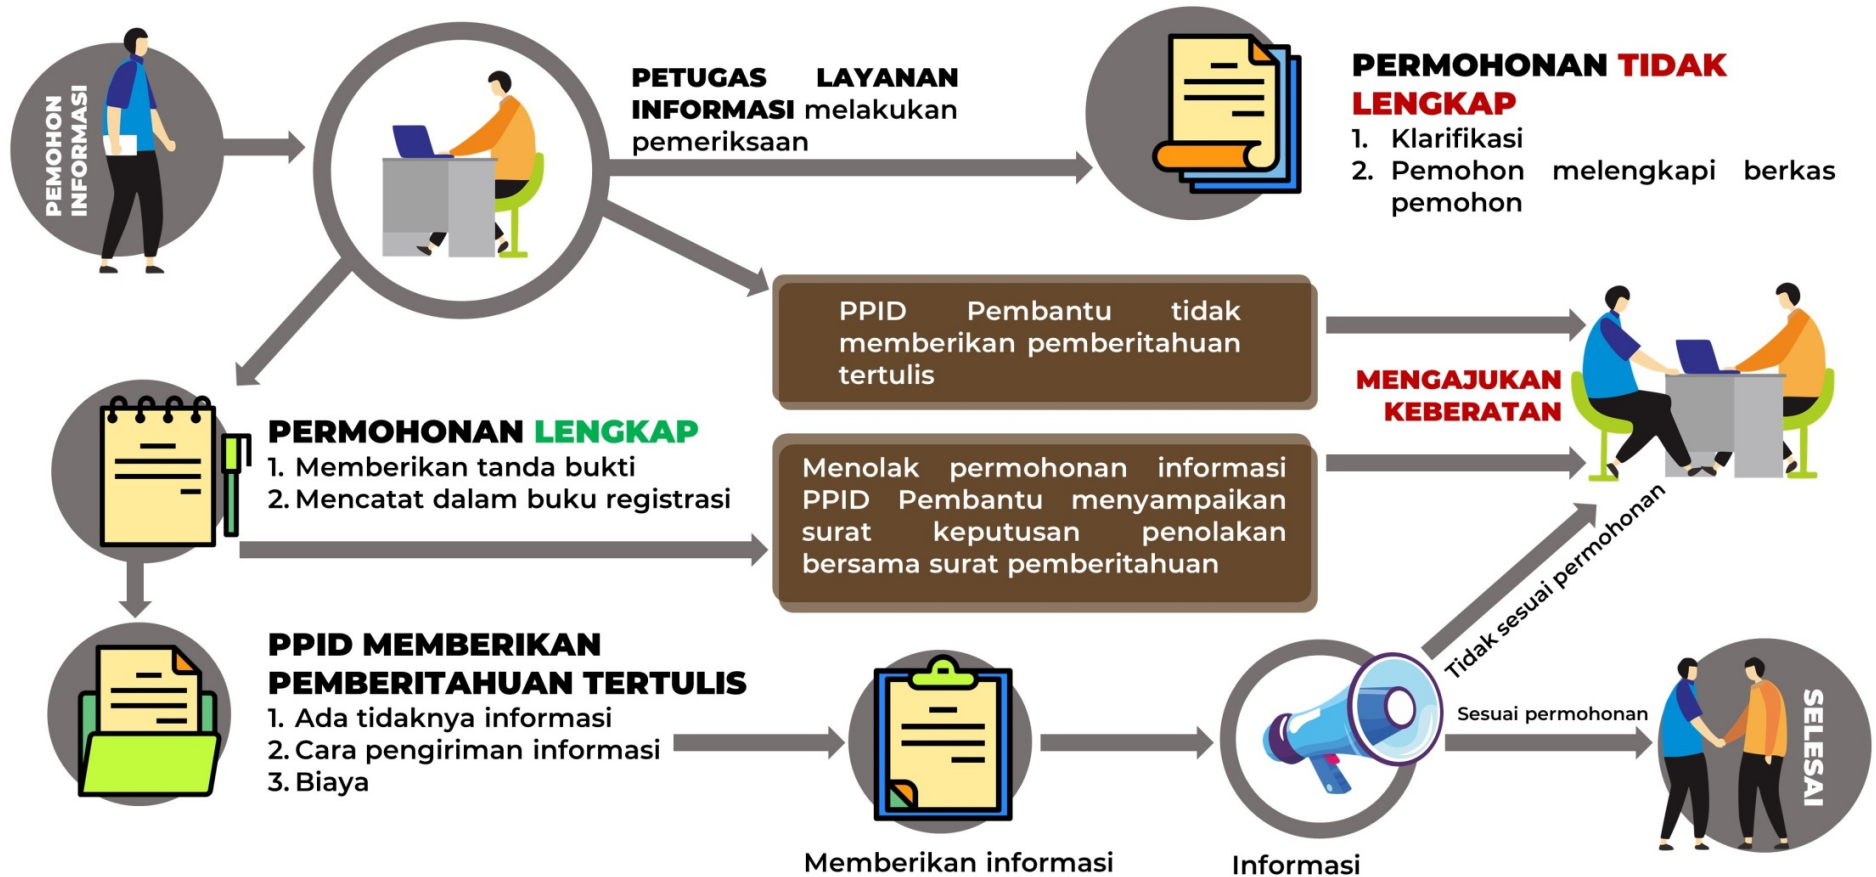 PEMOHON
INFORMASI
PETUGAS LAYANAN
INFORMASI melakukan
pemeriksaan
PERMOHONAN TIDAK
LENGKAP
1. Klarifikasi
2. Pemohon melengkapi berkas
pemohon
PPID Pembantu tidak
memberikan pemberitahuan
tertulis
MENGAJUKAN
KEBERATAN
PERMOHONAN LENGKAP
1. Memberikan tanda bukti
2. Mencatat dalam buku registrasi
Menolak permohonan informasi
PPID Pembantu menyampaikan
surat keputusan penolakan
bersama surat pemberitahuan
PPID MEMBERIKAN
PEMBERITAHUAN TERTULIS
1. Ada tidaknya informasi
2. Cara pengiriman informasi
3. Biaya
Memberikan informasi
Informasi
Tidak sesuai permohonan
Sesuai permohonan
SELESAI